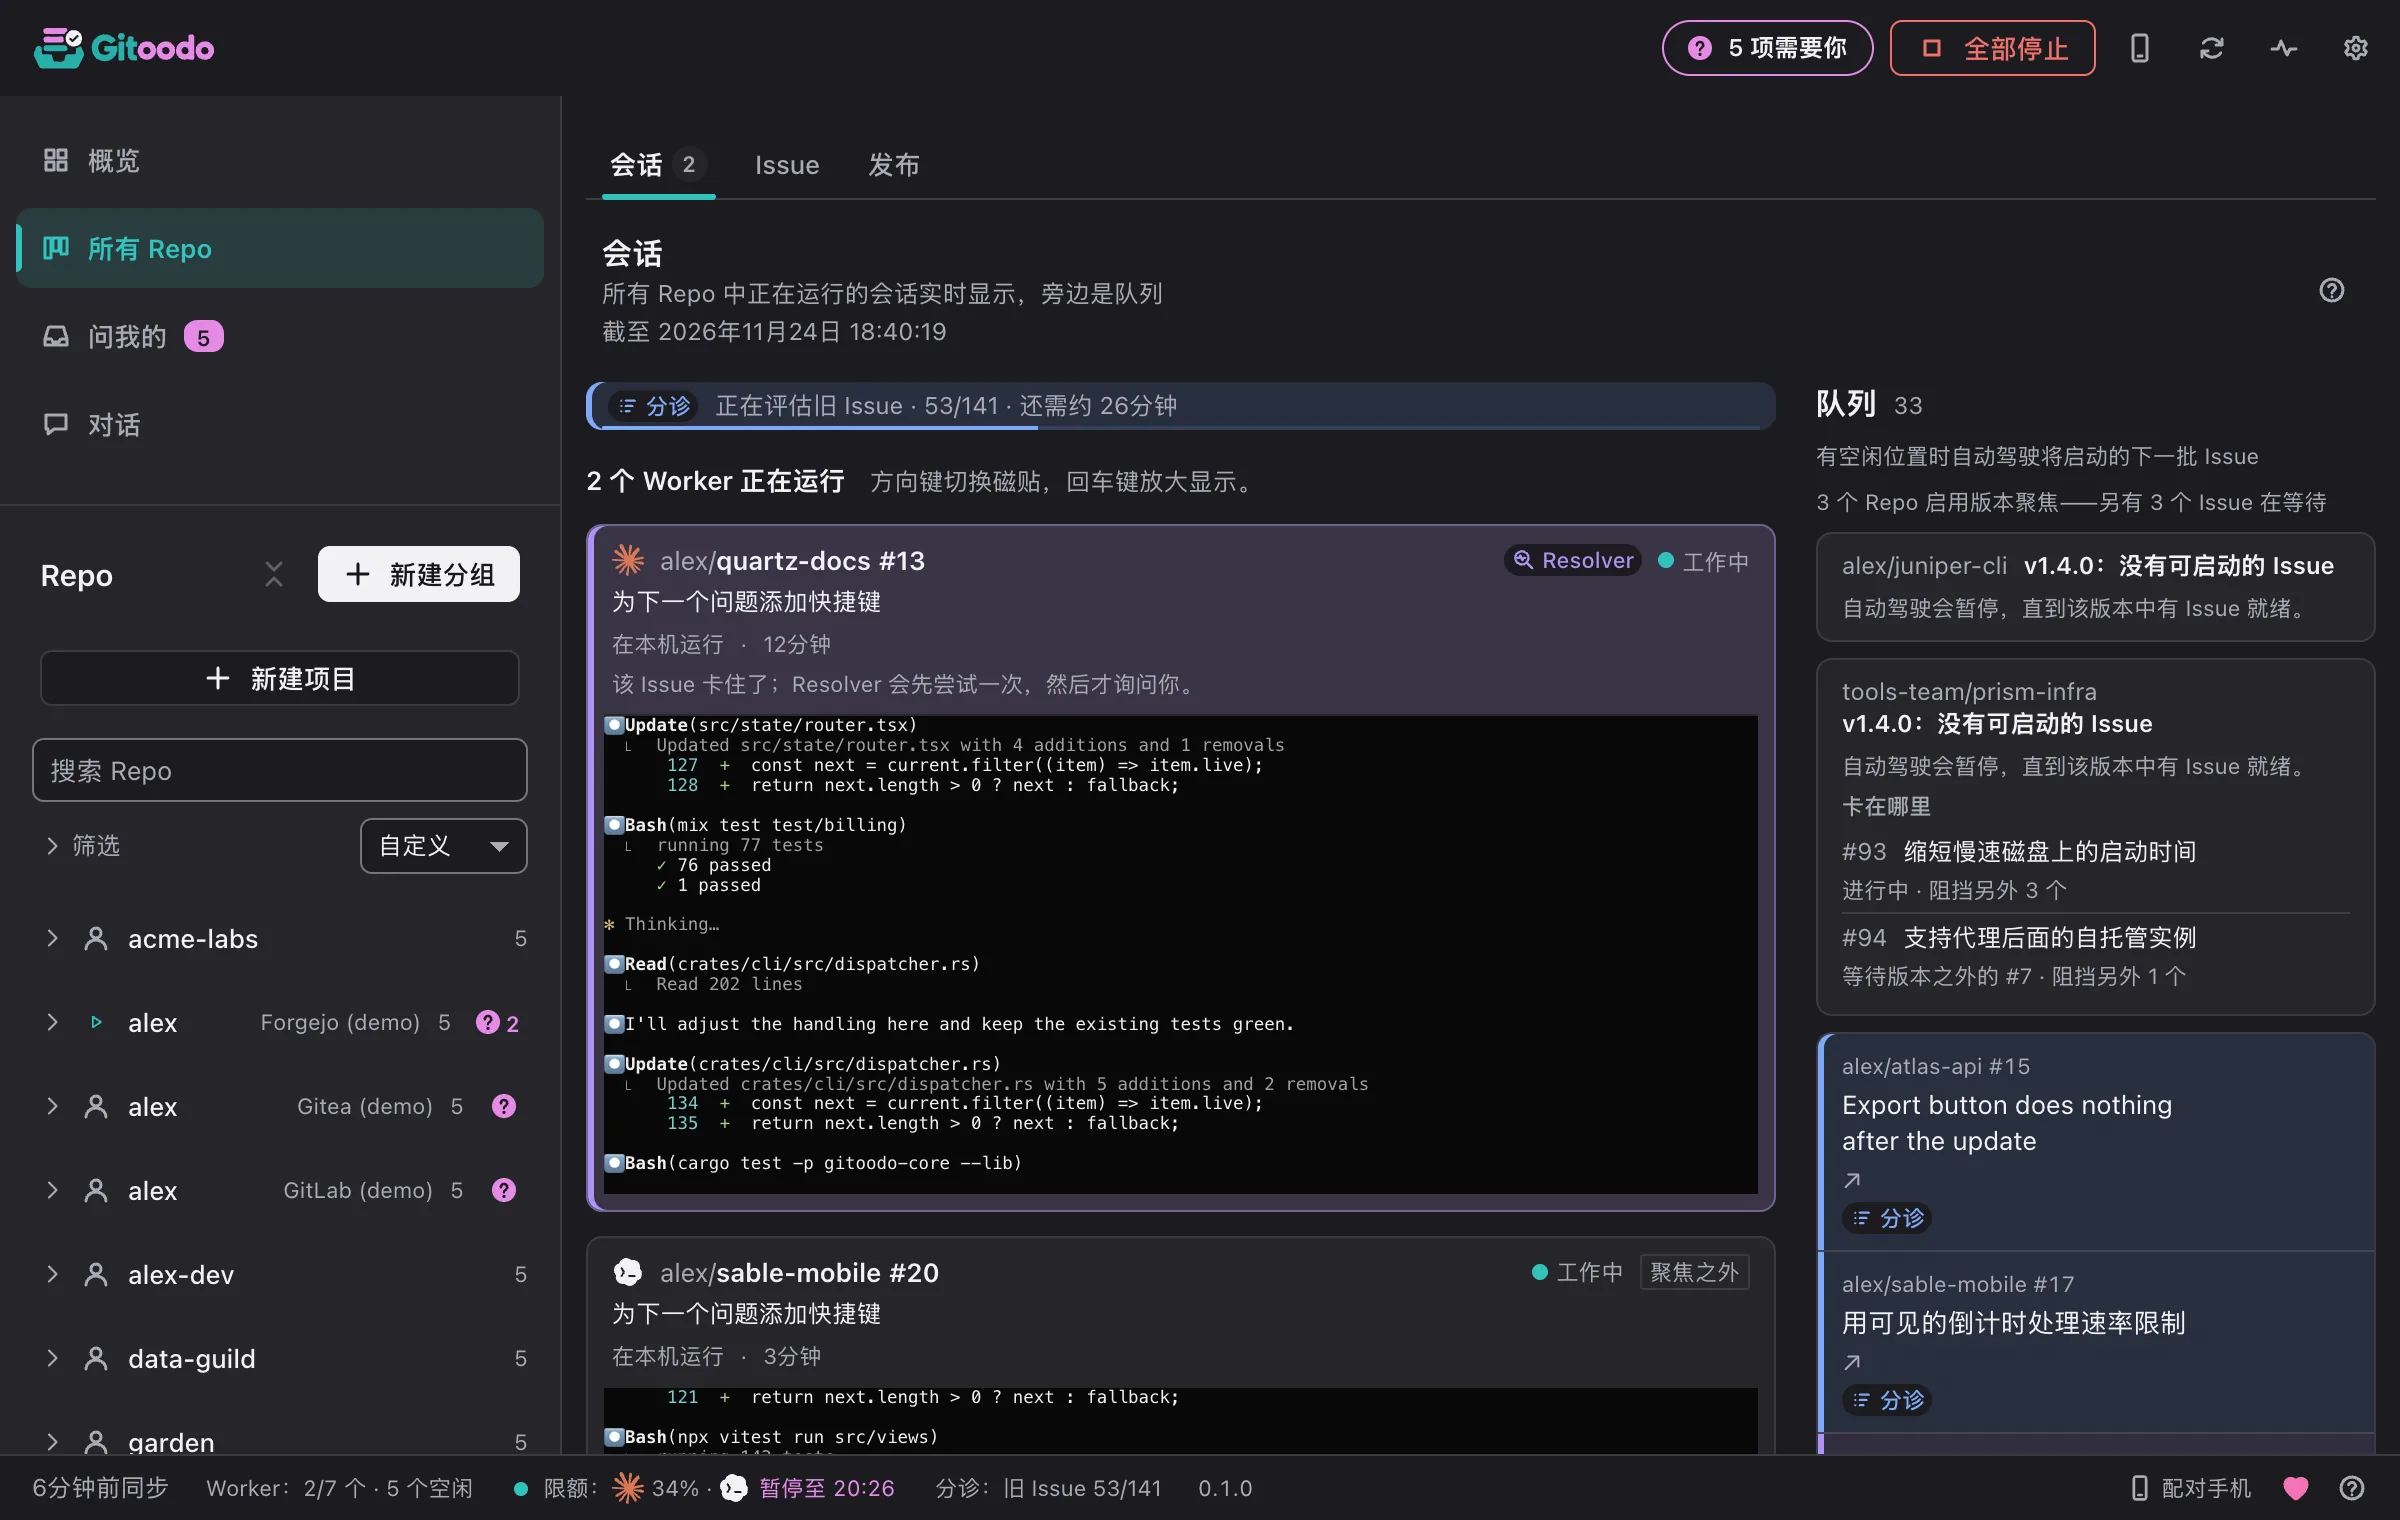 Gitoodo
5 项需要你
全部停止
概览
所有 Repo
问我的 5
对话
Repo
新建分组
新建项目
搜索 Repo
筛选
自定义
acme-labs 5
alex Forgejo (demo) 5 2
alex Gitea (demo) 5
alex GitLab (demo) 5
alex-dev 5
data-guild 5
garden 5
会话 2 Issue 发布
会话
所有 Repo 中正在运行的会话实时显示，旁边是队列
截至 2026年11月24日 18:40:19
分诊 正在评估旧 Issue · 53/141 · 还需约 26分钟
2 个 Worker 正在运行 方向键切换磁贴，回车键放大显示。
alex/quartz-docs #13 Resolver 工作中
为下一个问题添加快捷键
在本机运行 · 12分钟
该 Issue 卡住了；Resolver 会先尝试一次，然后才询问你。
Update(src/state/router.tsx)
Updated src/state/router.tsx with 4 additions and 1 removals
127 + const next = current.filter((item) => item.live);
128 + return next.length > 0 ? next : fallback;
Bash(mix test test/billing)
running 77 tests
✓ 76 passed
✓ 1 passed
✻ Thinking…
Read(crates/cli/src/dispatcher.rs)
Read 202 lines
I'll adjust the handling here and keep the existing tests green.
Update(crates/cli/src/dispatcher.rs)
Updated crates/cli/src/dispatcher.rs with 5 additions and 2 removals
134 + const next = current.filter((item) => item.live);
135 + return next.length > 0 ? next : fallback;
Bash(cargo test -p gitoodo-core --lib)
alex/sable-mobile #20 工作中 聚焦之外
为下一个问题添加快捷键
在本机运行 · 3分钟
121 + return next.length > 0 ? next : fallback;
Bash(npx vitest run src/views)
队列 33
有空闲位置时自动驾驶将启动的下一批 Issue
3 个 Repo 启用版本聚焦——另有 3 个 Issue 在等待
alex/juniper-cli v1.4.0：没有可启动的 Issue
自动驾驶会暂停，直到该版本中有 Issue 就绪。
tools-team/prism-infra
v1.4.0：没有可启动的 Issue
自动驾驶会暂停，直到该版本中有 Issue 就绪。
卡在哪里
#93 缩短慢速磁盘上的启动时间
进行中 · 阻挡另外 3 个
#94 支持代理后面的自托管实例
等待版本之外的 #7 · 阻挡另外 1 个
alex/atlas-api #15
Export button does nothing
after the update
分诊
alex/sable-mobile #17
用可见的倒计时处理速率限制
分诊
6分钟前同步 Worker：2/7 个 · 5 个空闲 限额： 34% · 暂停至 20:26 分诊：旧 Issue 53/141 0.1.0
配对手机